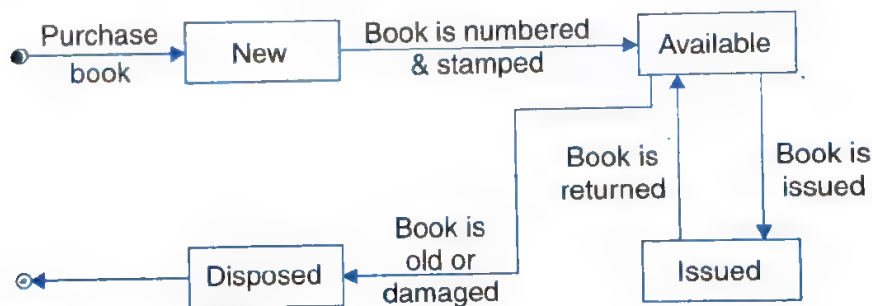 Purchase
book
New
Book is numbered
& stamped
Available
Book is
returned
Book is
issued
Book is
old or
damaged
Disposed
Issued